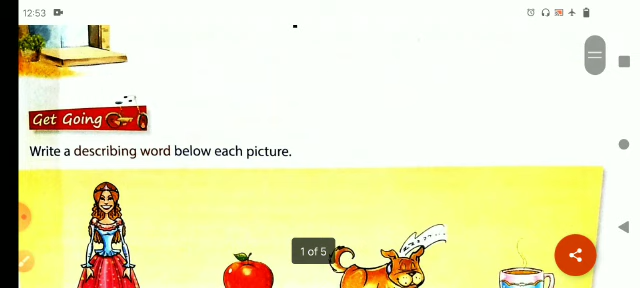 12:53
Get Going
Write a describing word below each picture.
1 of 5